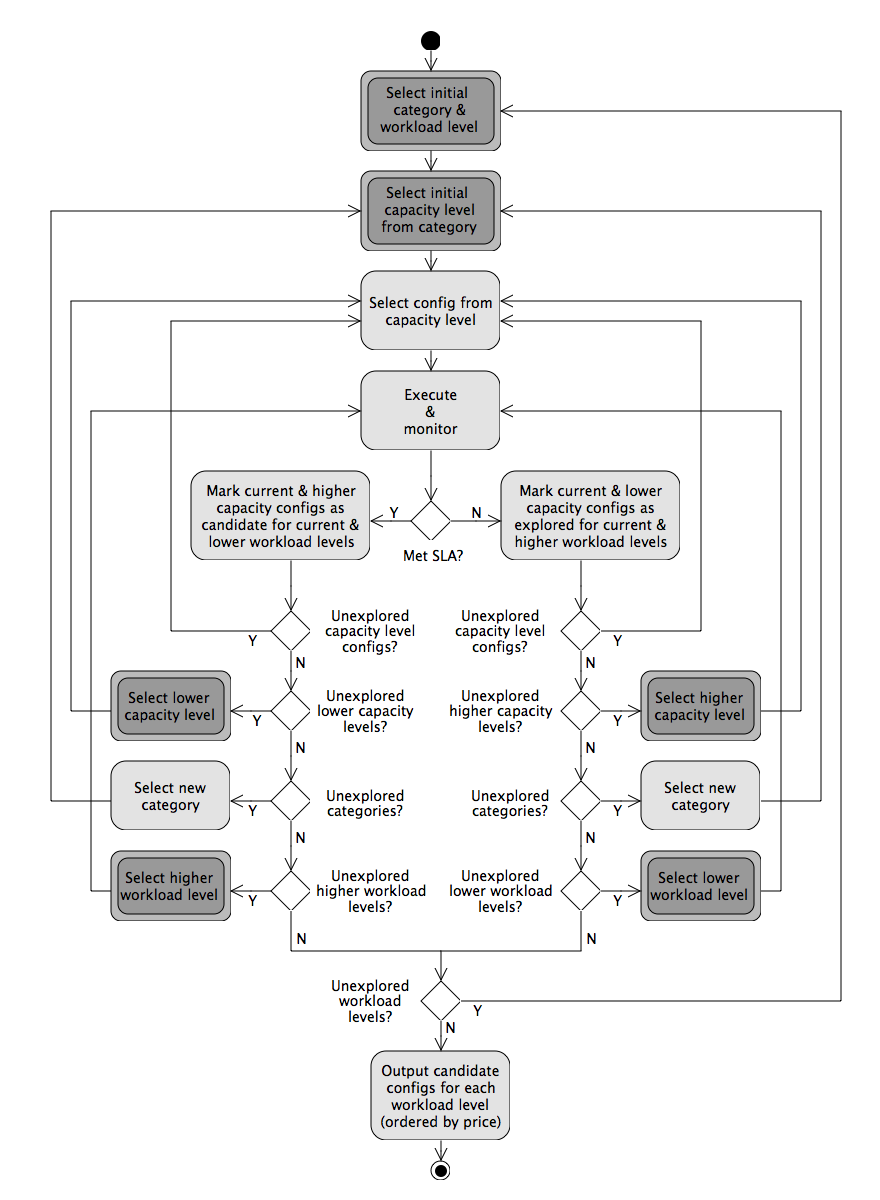 Select initial
category &
workload level
Select initial
capacity level
from category
Select config from
capacity level
Execute
&
monitor
Mark current & higher
capacity configs as
candidate for current &
lower workload levels
Y
N
Met SLA?
Mark current & lower
capacity configs as
explored for current &
higher workload levels
Unexplored
capacity level
configs?
Y
N
Unexplored
capacity level
configs?
Y
N
Select lower
capacity level
Y
Unexplored
lower capacity
levels?
N
Unexplored
higher capacity
levels?
Y
N
Select higher
capacity level
Select new
category
Y
Unexplored
categories?
N
Unexplored
categories?
Y
N
Select new
category
Select higher
workload level
Y
Unexplored
higher workload
levels?
N
Unexplored
lower workload
levels?
Y
N
Select lower
workload level
Unexplored
workload
levels?
Y
N
Output candidate
configs for each
workload level
(ordered by price)